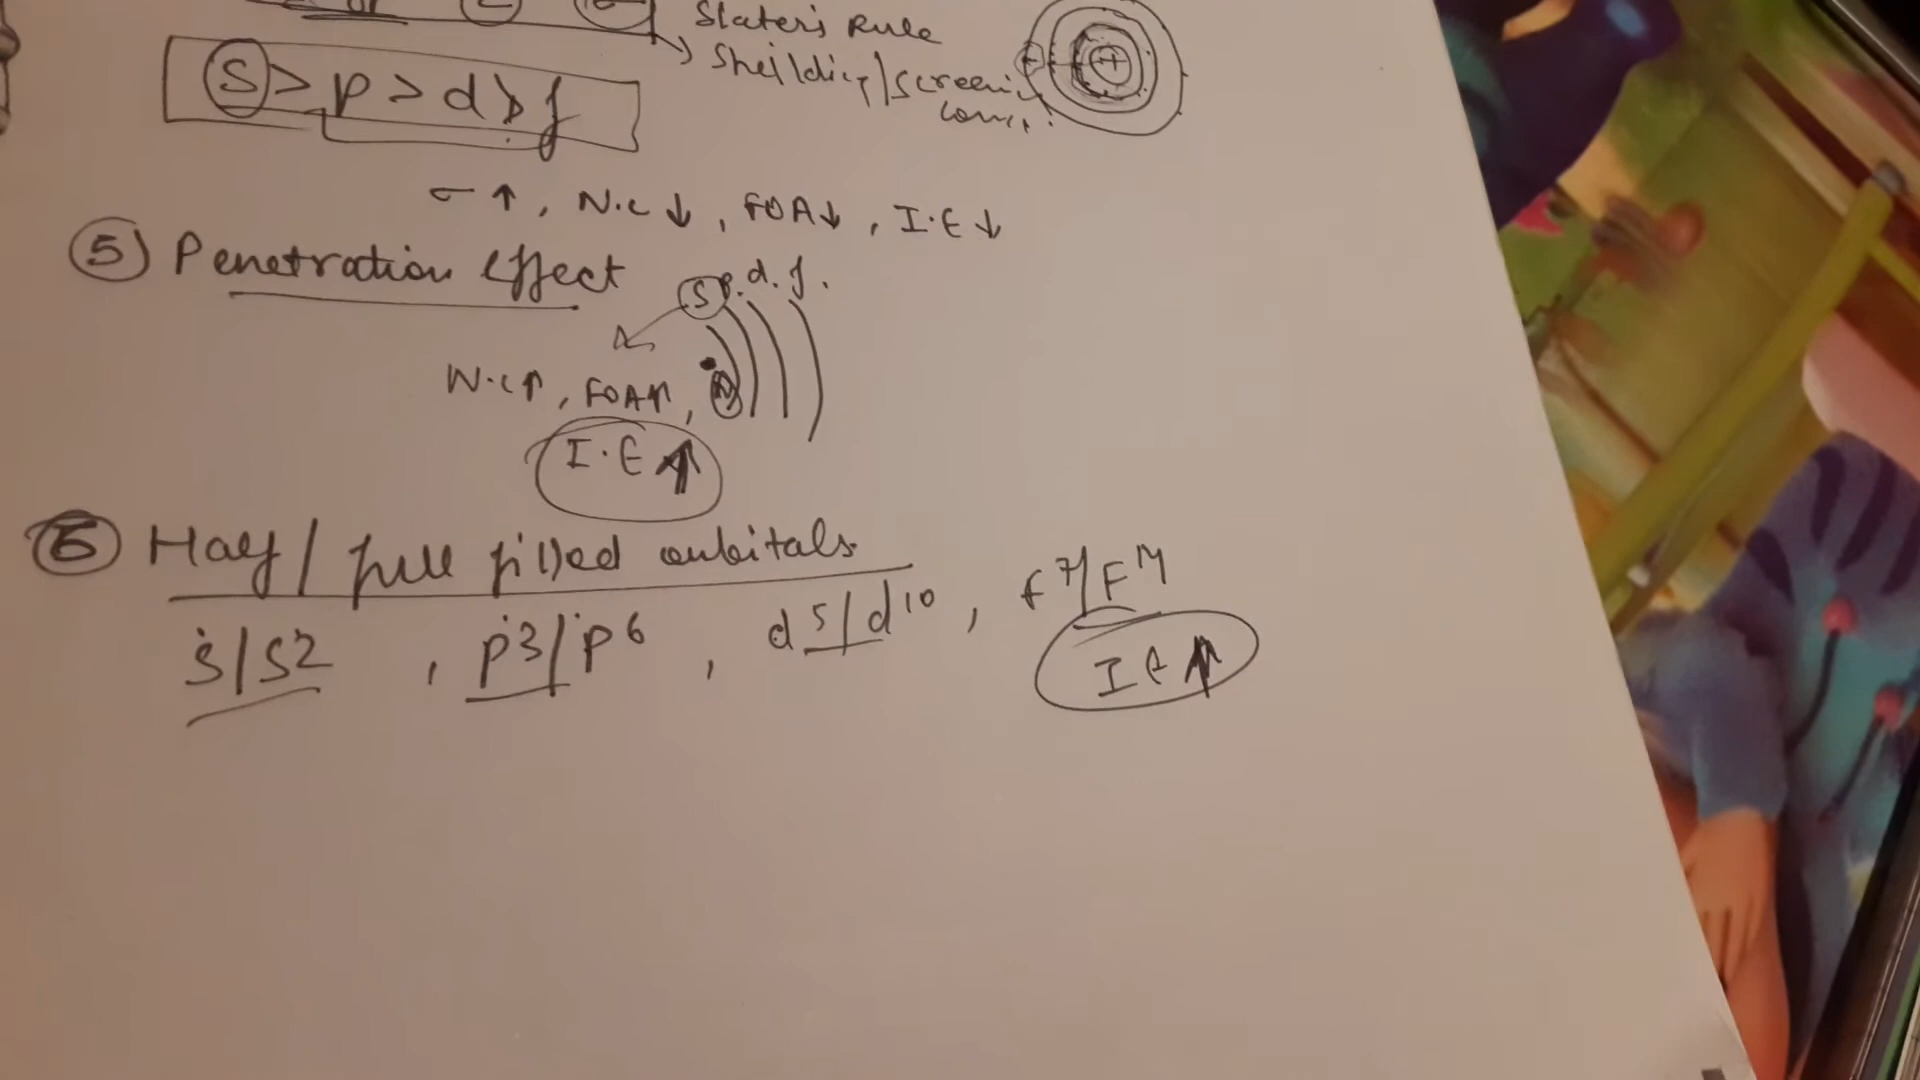 Slater's Rule
→ Sheilding/Screening
S > p > d > f
σ ↑, N.C ↓, FOA ↓, I.E ↓
⑤ Penetration effect
S p. d. f.
N.C ↑, FOA ↑,
I.E ↑
⑥ Half/full filled orbitals
s/s2, p3/p6, d5/d10, f7/F14
IE ↑